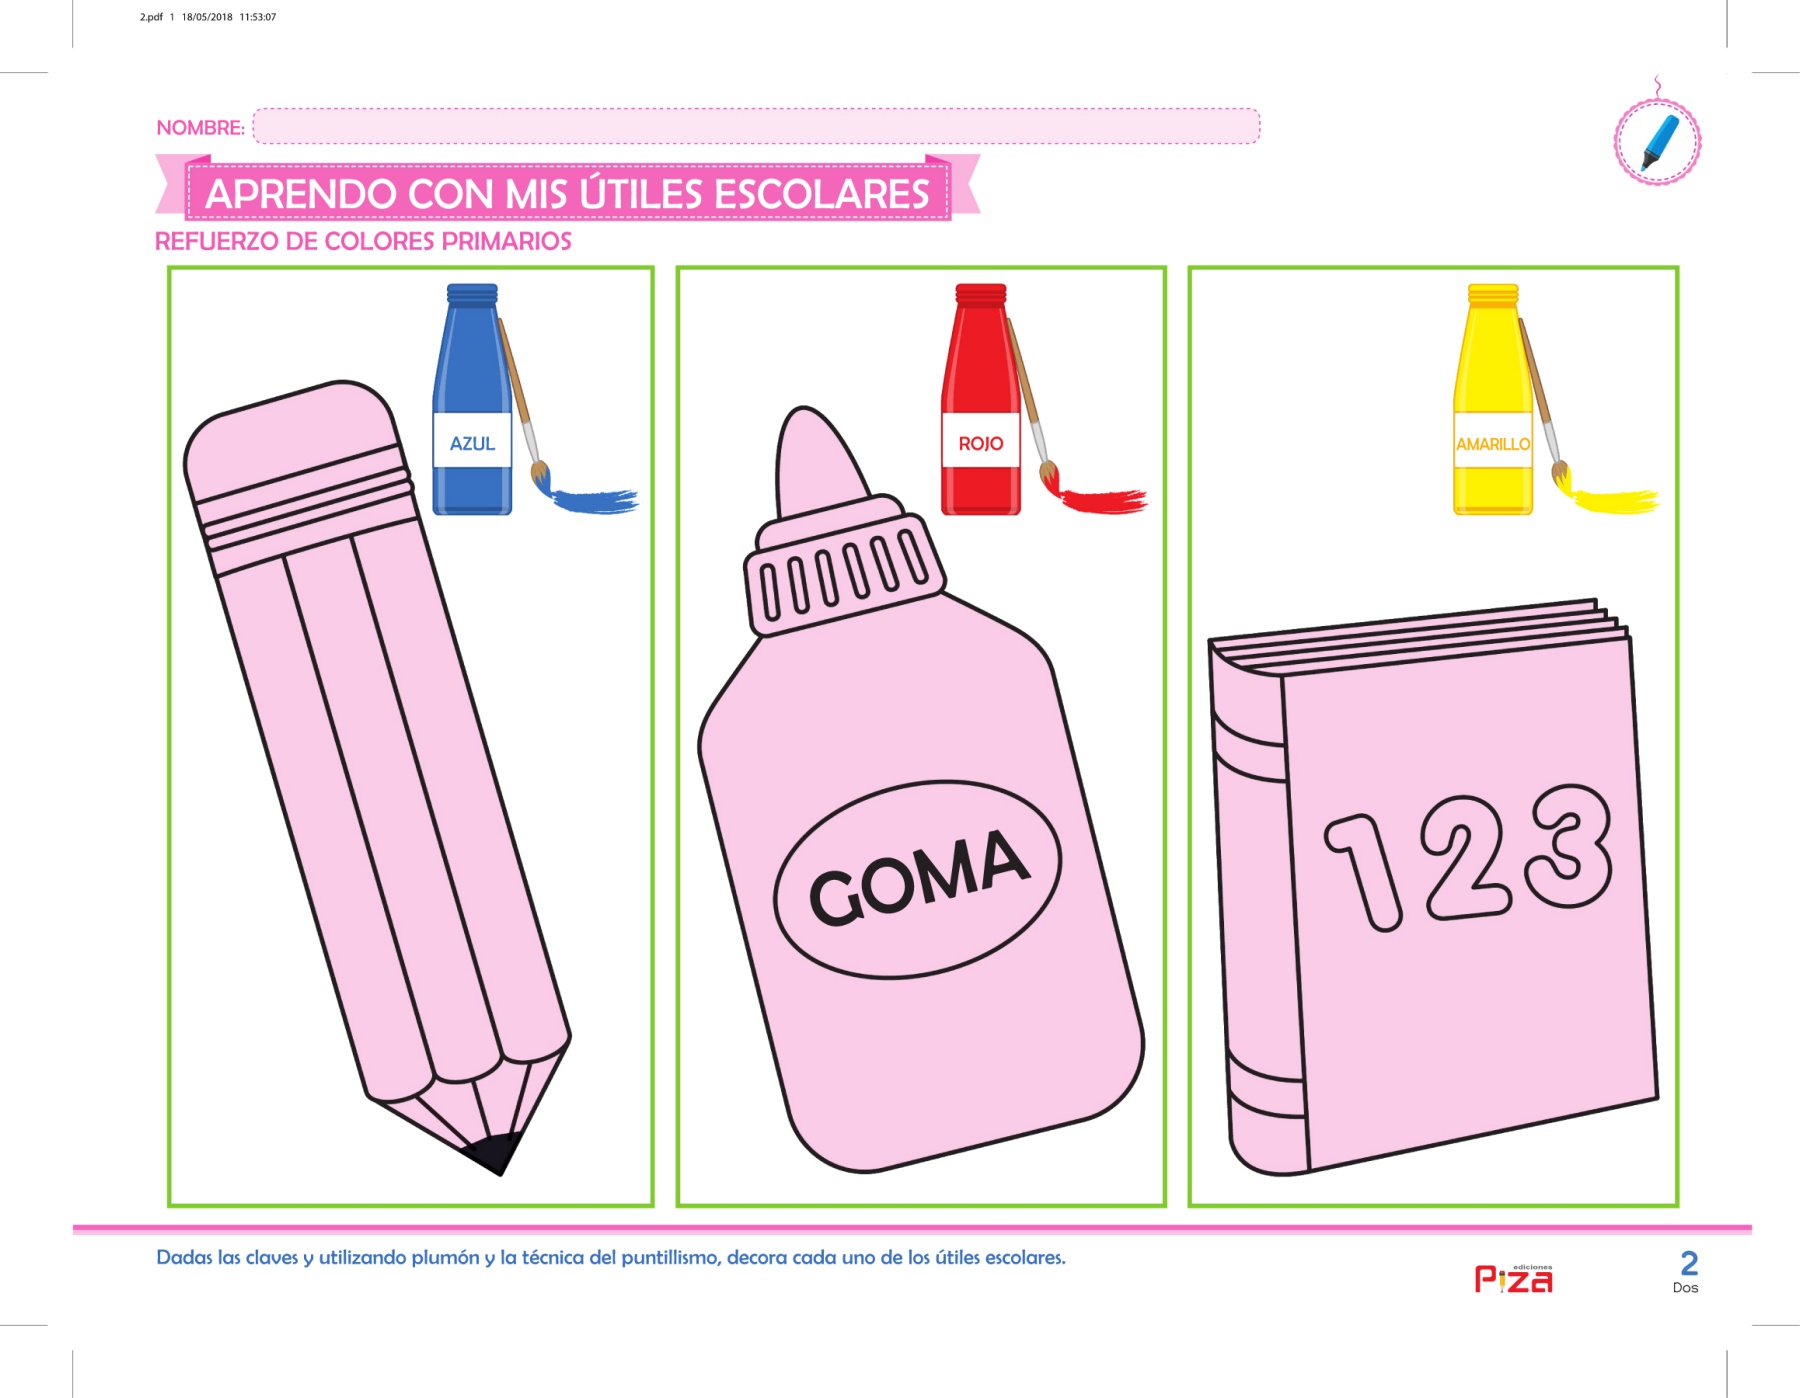 2.pdf 1 18/05/2018 11:53:07
NOMBRE:
APRENDO CON MIS ÚTILES ESCOLARES
REFUERZO DE COLORES PRIMARIOS
AZUL
ROJO
AMARILLO
GOMA
123
Dadas las claves y utilizando plumón y la técnica del puntillismo, decora cada uno de los útiles escolares.
ediciones
Piza
2
Dos